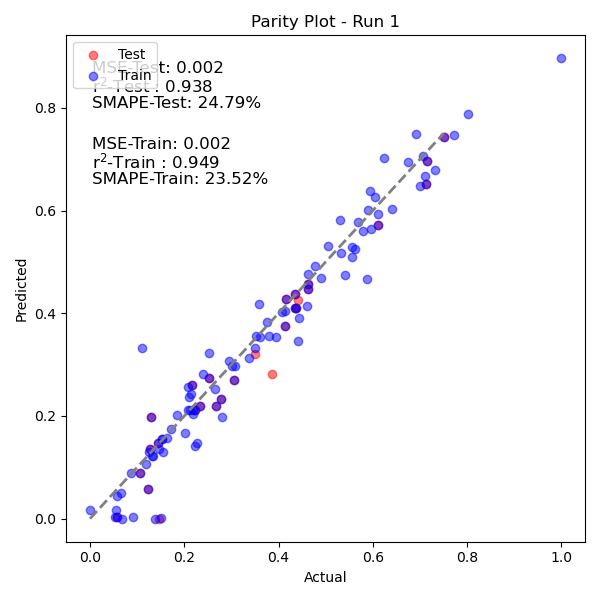 Parity Plot - Run 1
Test
Train
MSE-Test: 0.002
r²-Test : 0.938
SMAPE-Test: 24.79%
MSE-Train: 0.002
r²-Train : 0.949
SMAPE-Train: 23.52%
Predicted
0.8
0.6
0.4
0.2
0.0
0.0 0.2 0.4 0.6 0.8 1.0
Actual